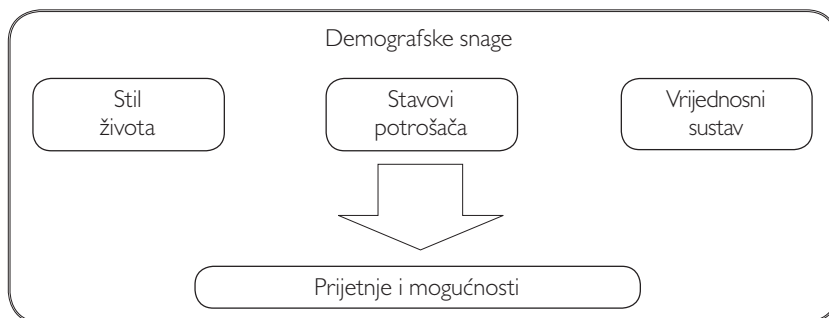 Demografske snage
Stil
života
Stavovi
potrošača
Vrijednosni
sustav
Prijetnje i mogućnosti